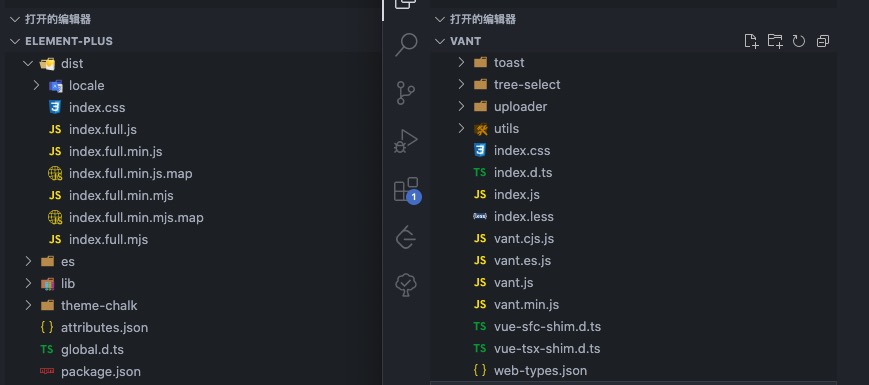 打开的编辑器
ELEMENT-PLUS
dist
locale
index.css
JS index.full.js
JS index.full.min.js
index.full.min.js.map
JS index.full.min.mjs
index.full.min.mjs.map
JS index.full.mjs
es
lib
theme-chalk
{ } attributes.json
TS global.d.ts
package.json
1
打开的编辑器
VANT
toast
tree-select
uploader
utils
index.css
TS index.d.ts
JS index.js
{less} index.less
JS vant.cjs.js
JS vant.es.js
JS vant.js
JS vant.min.js
TS vue-sfc-shim.d.ts
TS vue-tsx-shim.d.ts
{ } web-types.json